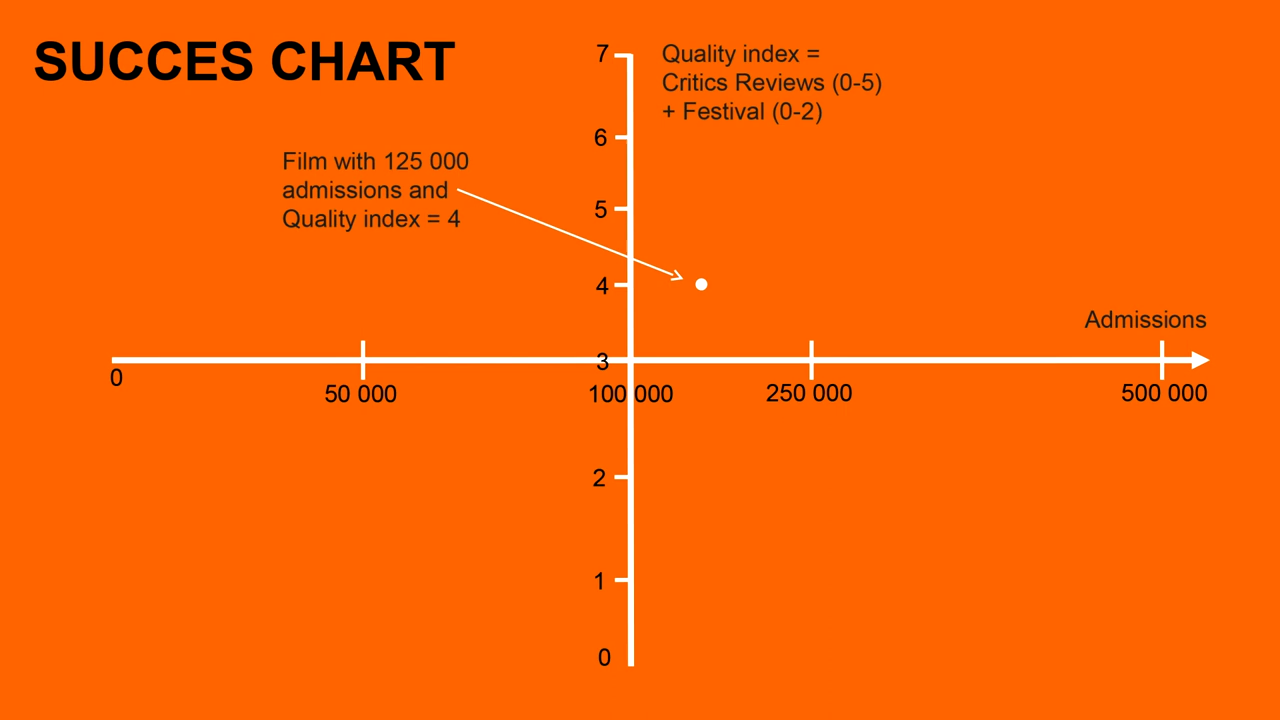 SUCCES CHART
7
Quality index =
Critics Reviews (0-5)
+ Festival (0-2)
6
Film with 125 000
admissions and
Quality index = 4
5
4
Admissions
3
0
50 000
100 000
250 000
500 000
2
1
0